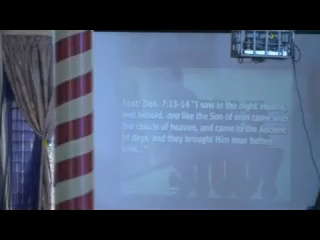 Text: Dan. 7:13-14 "I saw in the night visions,
and behold, one like the Son of man came with
the clouds of heaven, and came to the Ancient
of days, and they brought Him near before
him..."